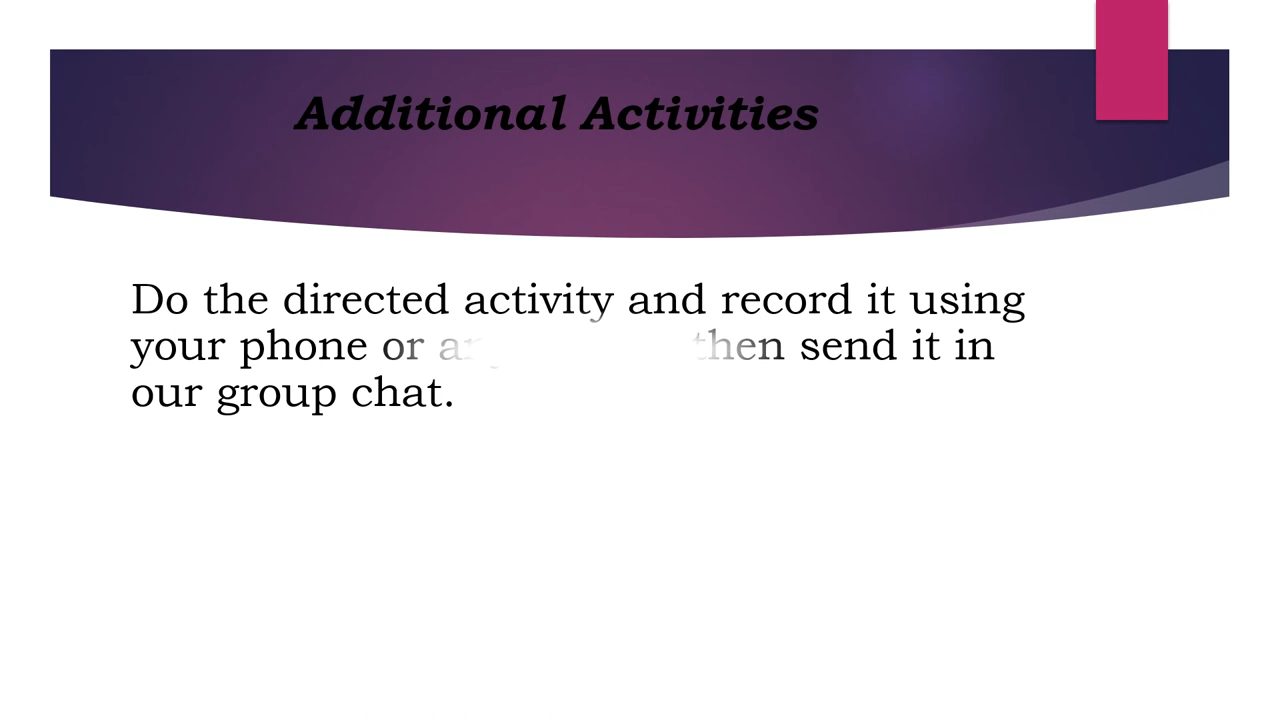 Additional Activities
Do the directed activity and record it using
your phone or then send it in
our group chat.